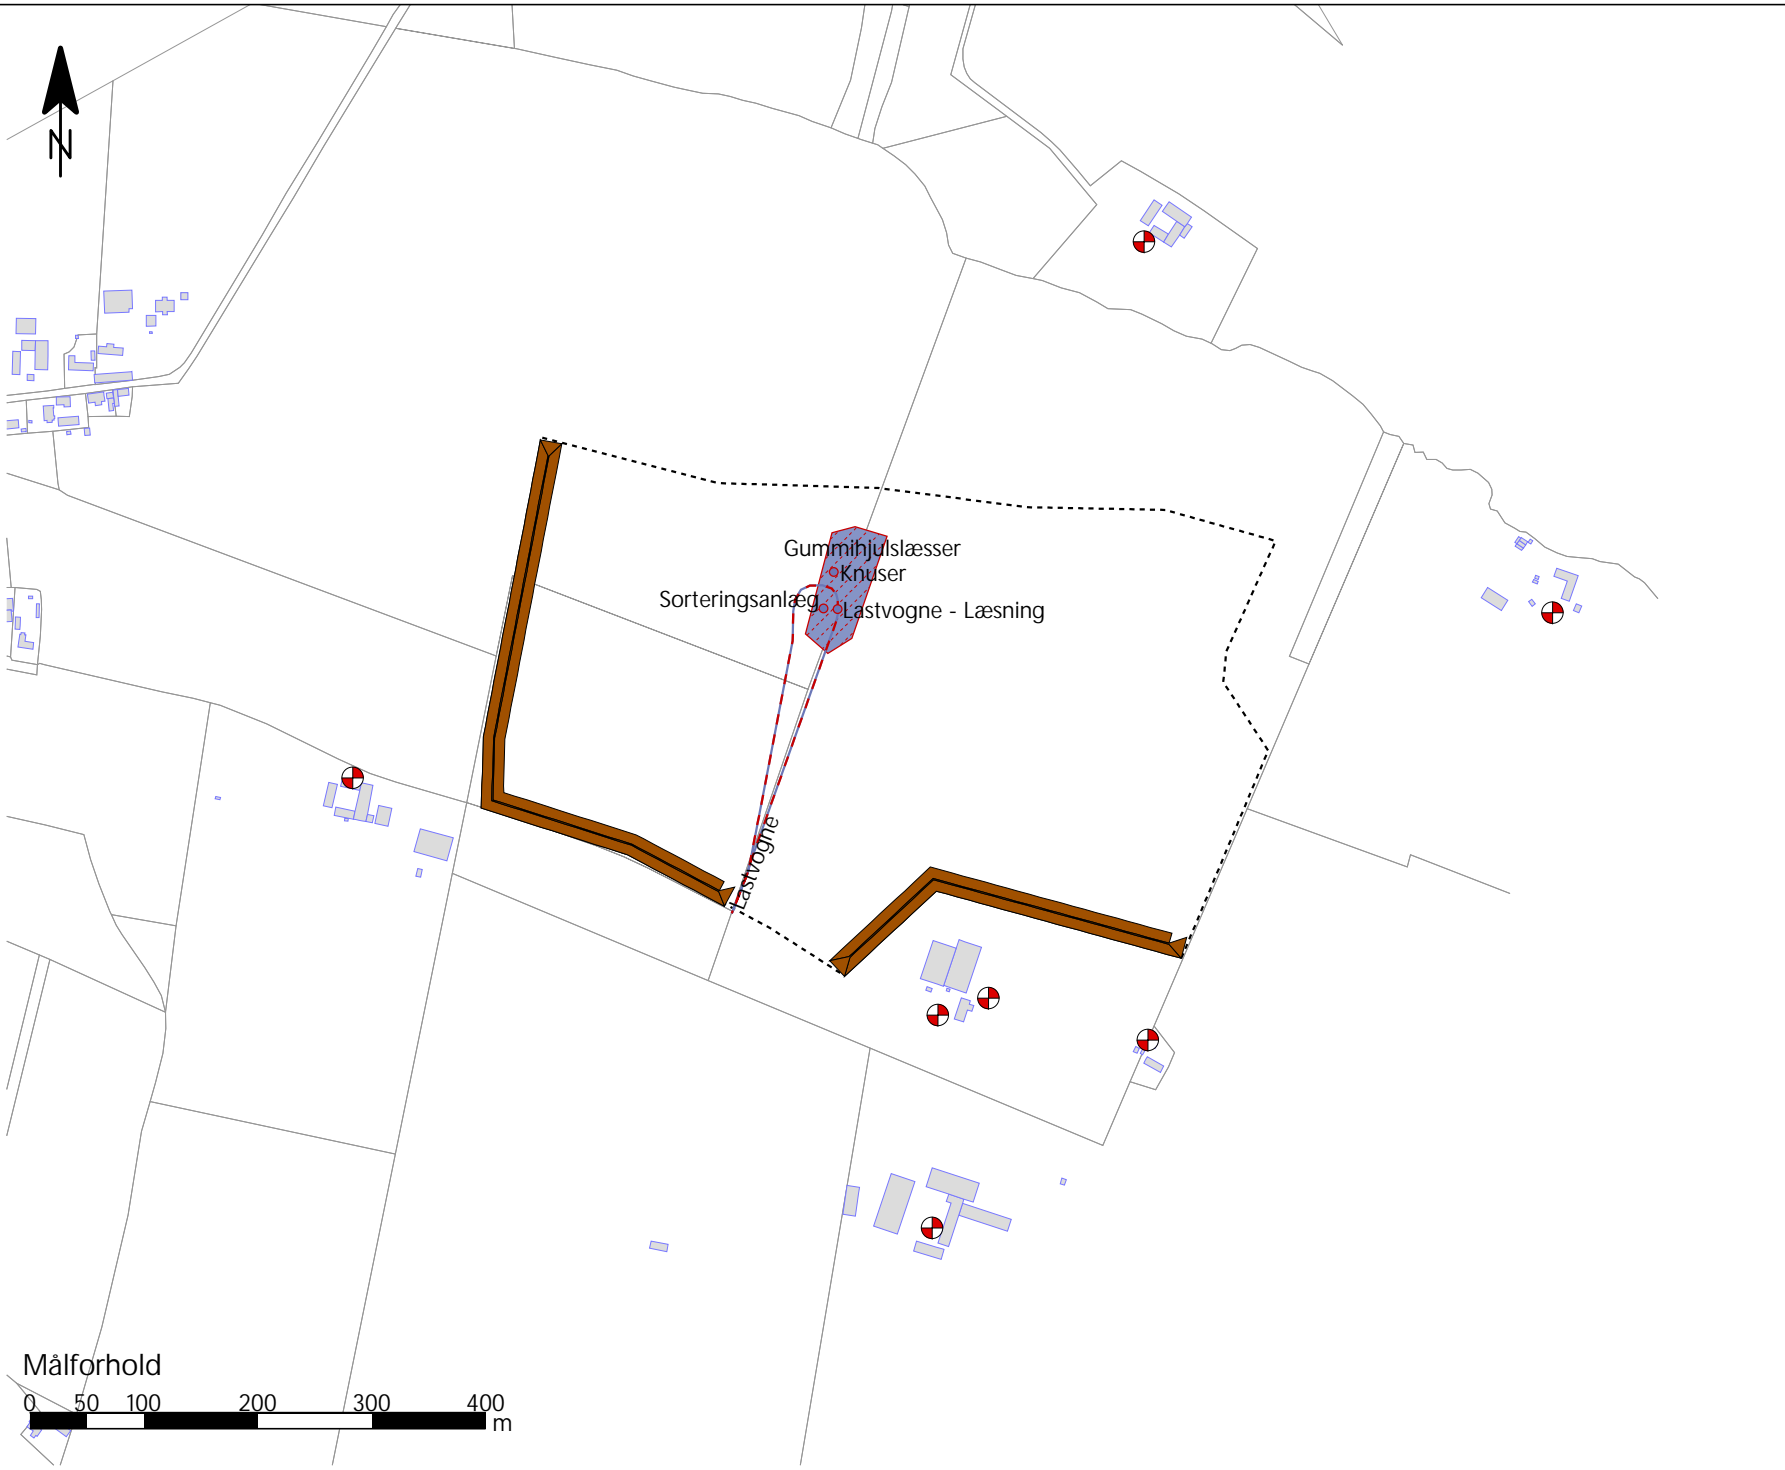 N
Gummihjulslæsser
Knuser
Sorteringsanlæg
Lastvogne - Læsning
Lastvogne
Målforhold
0 50 100 200 300 400
m